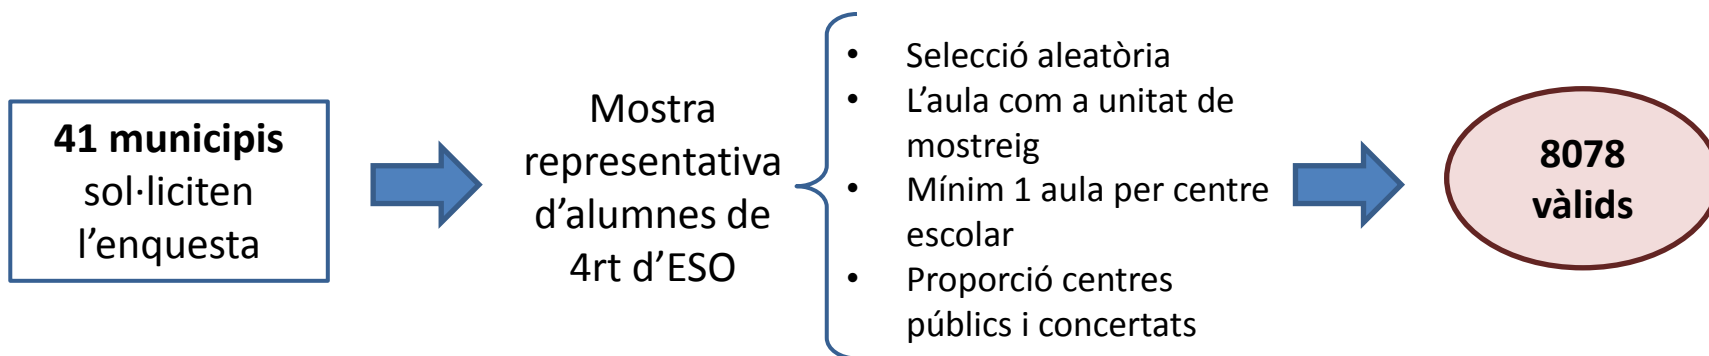 41 municipis
sol·liciten
l'enquesta
Mostra
representativa
d'alumnes de
4rt d'ESO
• Selecció aleatòria
• L'aula com a unitat de
mostreig
• Mínim 1 aula per centre
escolar
• Proporció centres
públics i concertats
8078
vàlids